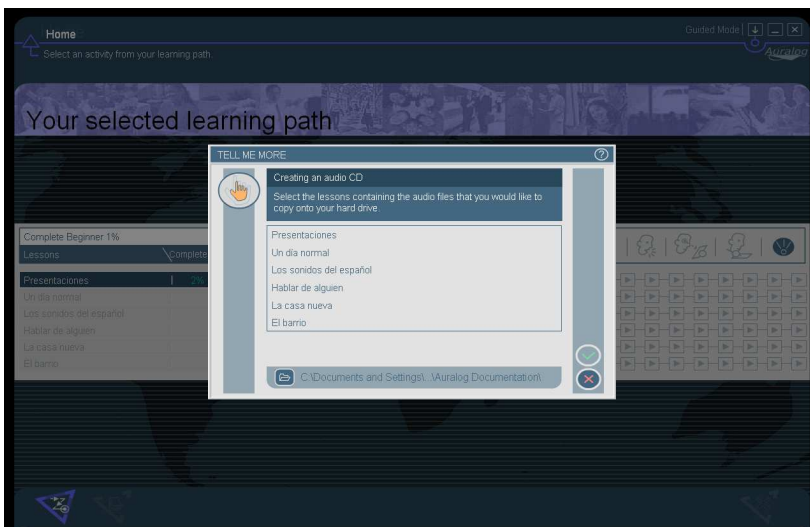 Home
Guided Mode
Select an activity from your learning path.
Auralog
Your selected learning path
TELL ME MORE
?
Creating an audio CD
Select the lessons containing the audio files that you would like to
copy onto your hard drive.
Presentaciones
Un día normal
Los sonidos del español
Hablar de alguien
La casa nueva
El barrio
C:\Documents and Settings\...\Auralog Documentation\
Complete Beginner 1%
Lessons
Complete
Presentaciones
2%
Un día normal
Los sonidos del español
Hablar de alguien
La casa nueva
El barrio